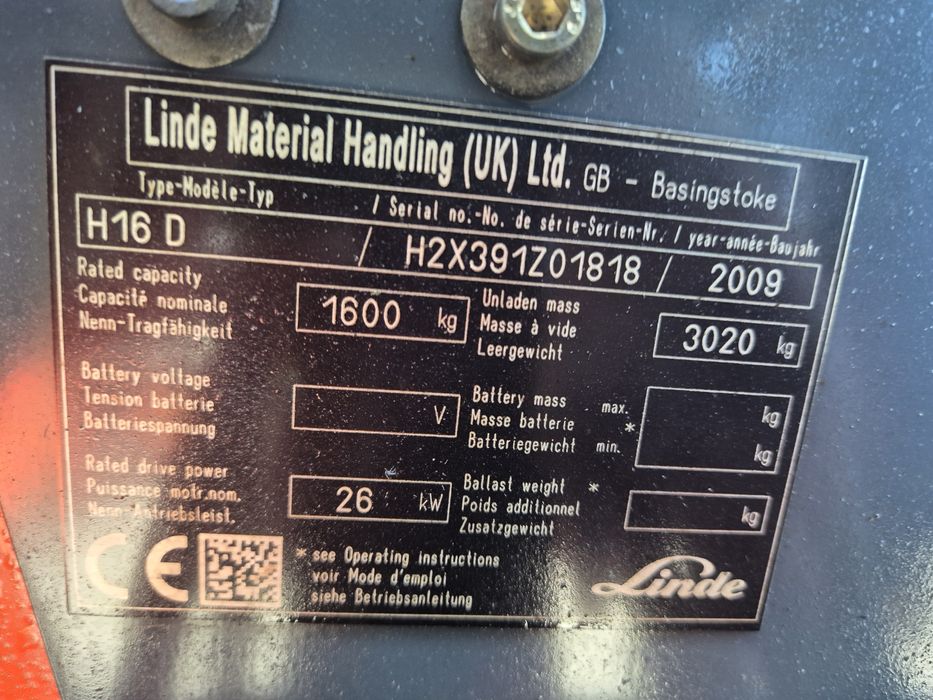 Linde Material Handling (UK) Ltd. GB - Basingstoke
Type-Modèle-Typ / Serial no.-No. de série-Serien-Nr. / year-année-Baujahr
H16 D / H2X391Z01818 / 2009
Rated capacity
Capacité nominale
Nenn-Tragfähigkeit
1600 kg
Unladen mass
Masse à vide
Leergewicht
3020 kg
Battery voltage
Tension batterie
Batteriespannung
V
Battery mass max. kg
Masse batterie *
Batteriegewicht min. kg
Rated drive power
Puissance motr.nom.
Nenn-Antriebsleist.
26 kW
Ballast weight *
Poids additionnel
Zusatzgewicht
kg
CE
* see Operating instructions
voir Mode d'emploi
siehe Betriebsanleitung
Linde